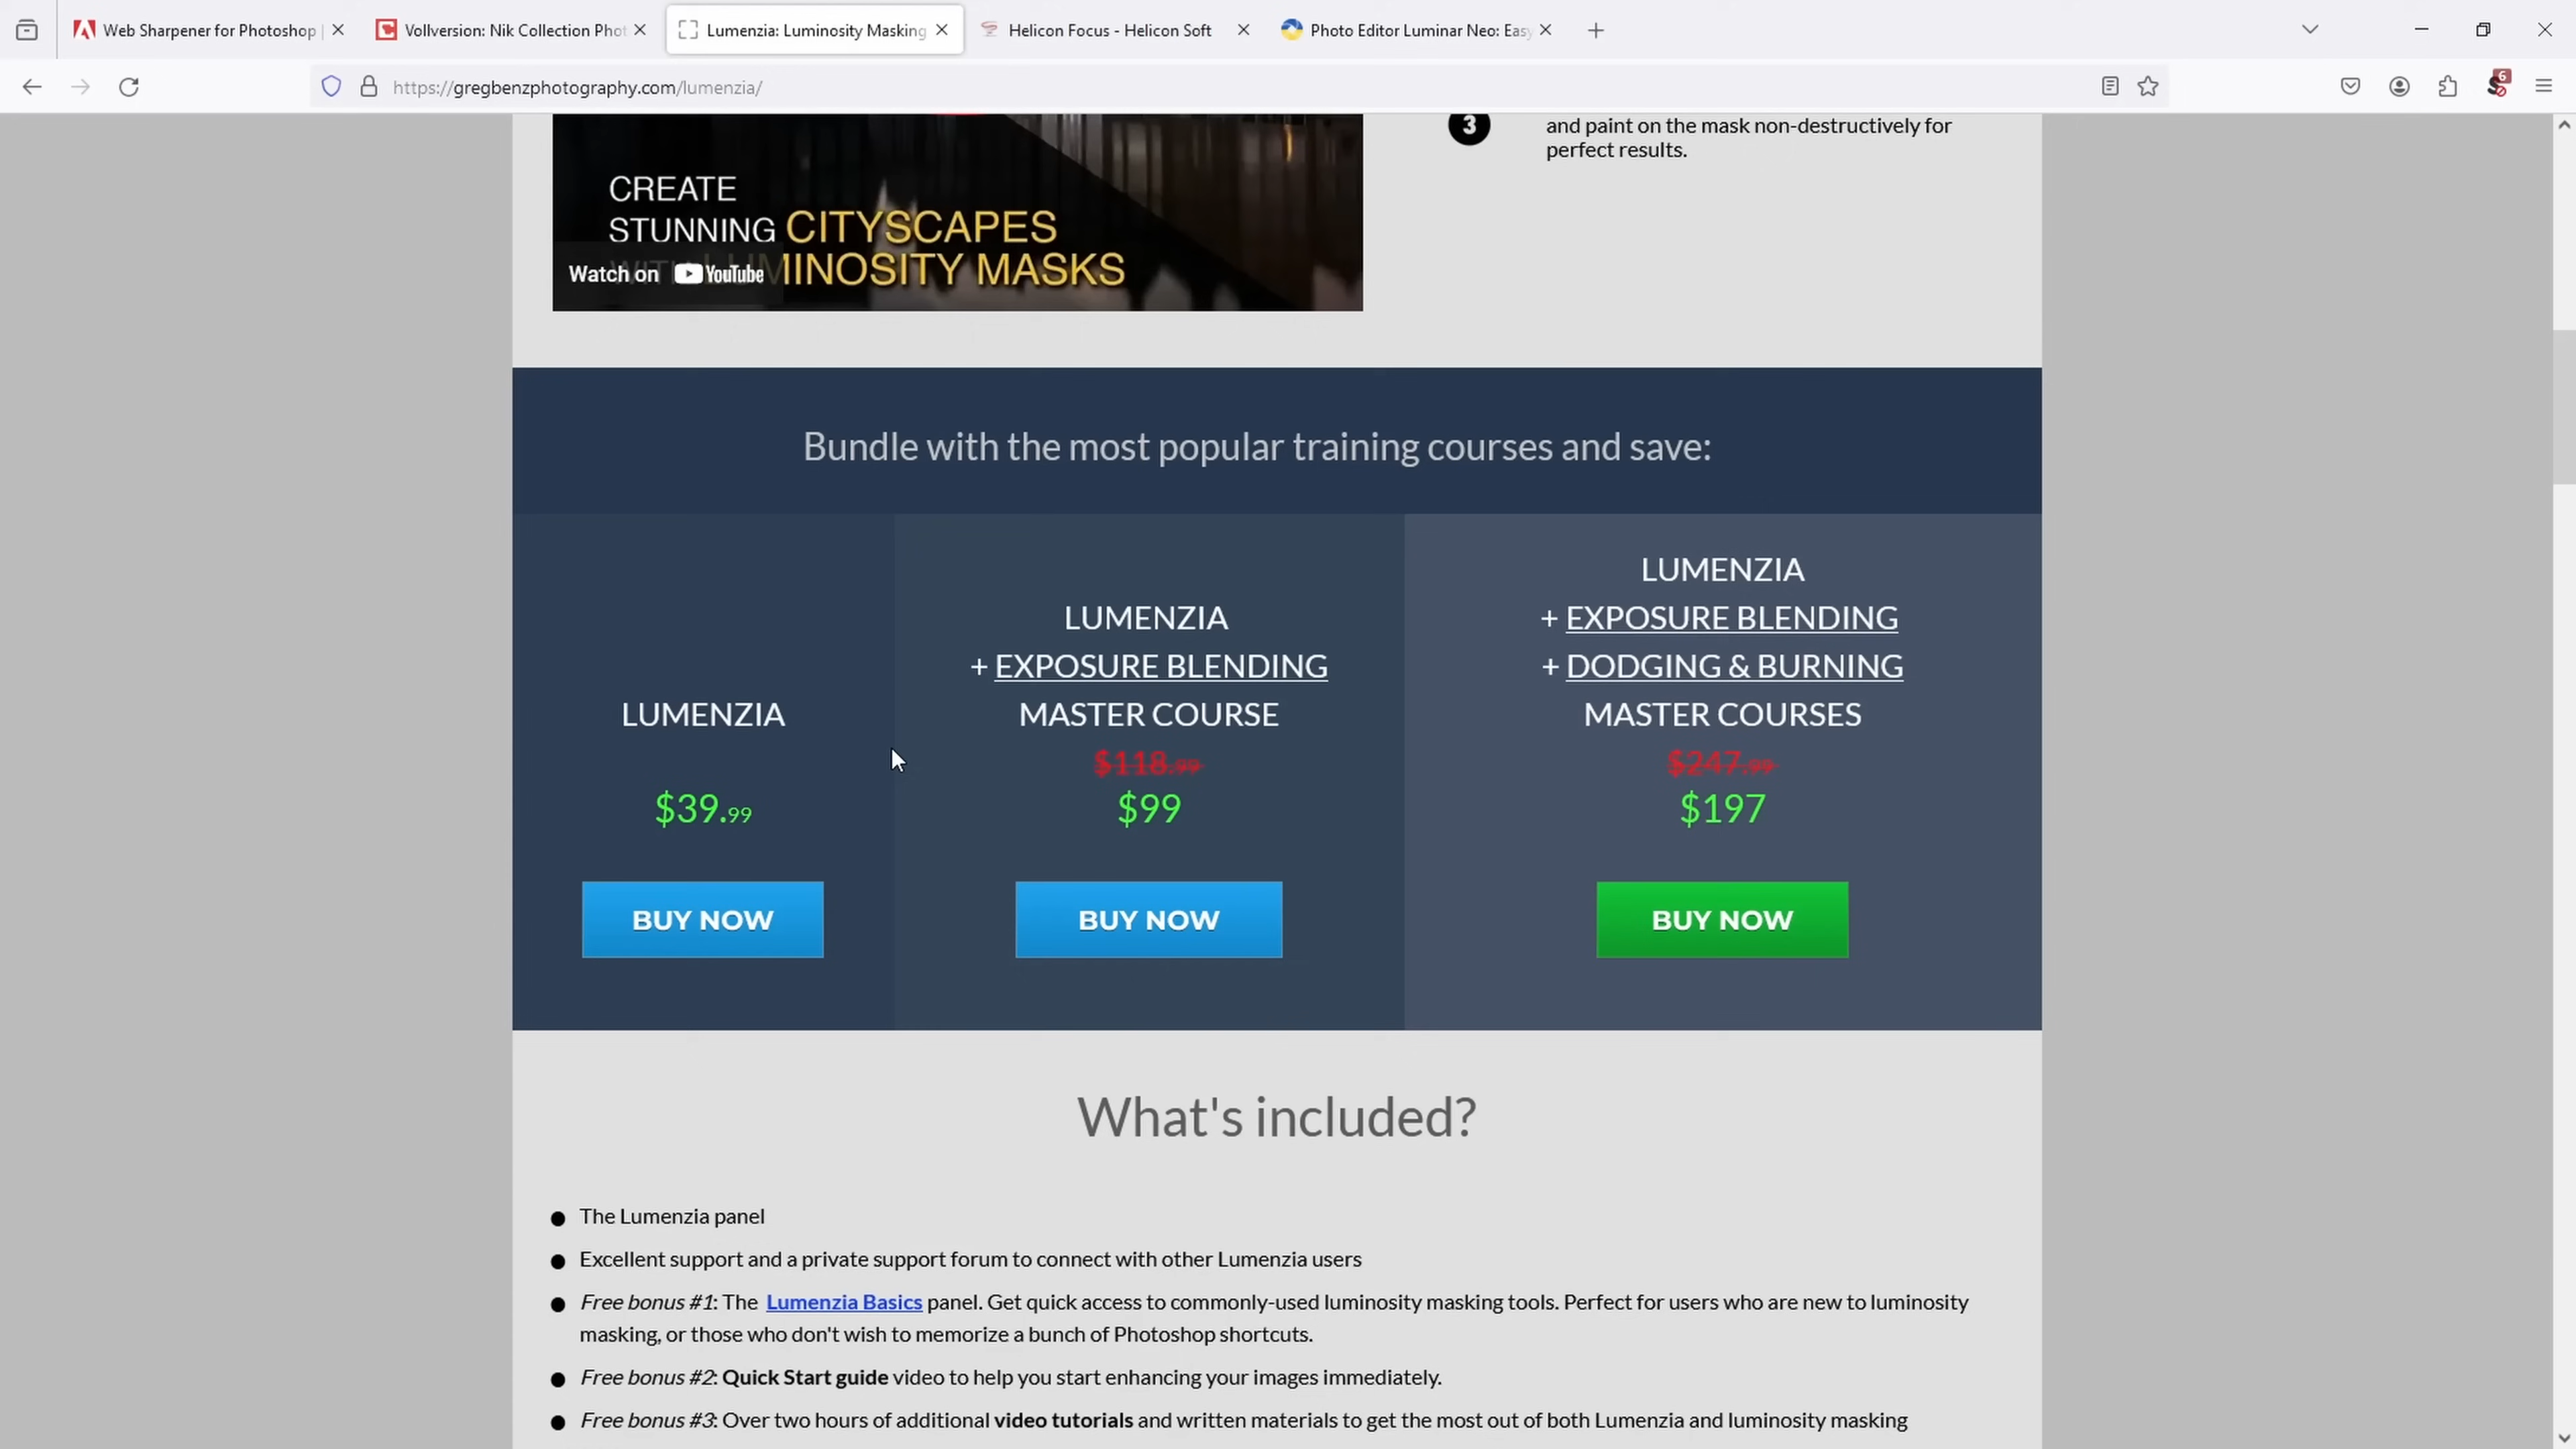 Web Sharpener for Photoshop |
Vollversion: Nik Collection Phot
Lumenzia: Luminosity Masking
Helicon Focus - Helicon Soft
Photo Editor Luminar Neo: Easy
https://gregbenzphotography.com/lumenzia/
6
3
and paint on the mask non-destructively for
perfect results.
CREATE
STUNNING CITYSCAPES
LUMINOSITY MASKS
Watch on YouTube
Bundle with the most popular training courses and save:
LUMENZIA
$39.99
BUY NOW
LUMENZIA
+ EXPOSURE BLENDING
MASTER COURSE
$118.99
$99
BUY NOW
LUMENZIA
+ EXPOSURE BLENDING
+ DODGING & BURNING
MASTER COURSES
$247.99
$197
BUY NOW
What's included?
The Lumenzia panel
Excellent support and a private support forum to connect with other Lumenzia users
Free bonus #1: The Lumenzia Basics panel. Get quick access to commonly-used luminosity masking tools. Perfect for users who are new to luminosity
masking, or those who don't wish to memorize a bunch of Photoshop shortcuts.
Free bonus #2: Quick Start guide video to help you start enhancing your images immediately.
Free bonus #3: Over two hours of additional video tutorials and written materials to get the most out of both Lumenzia and luminosity masking